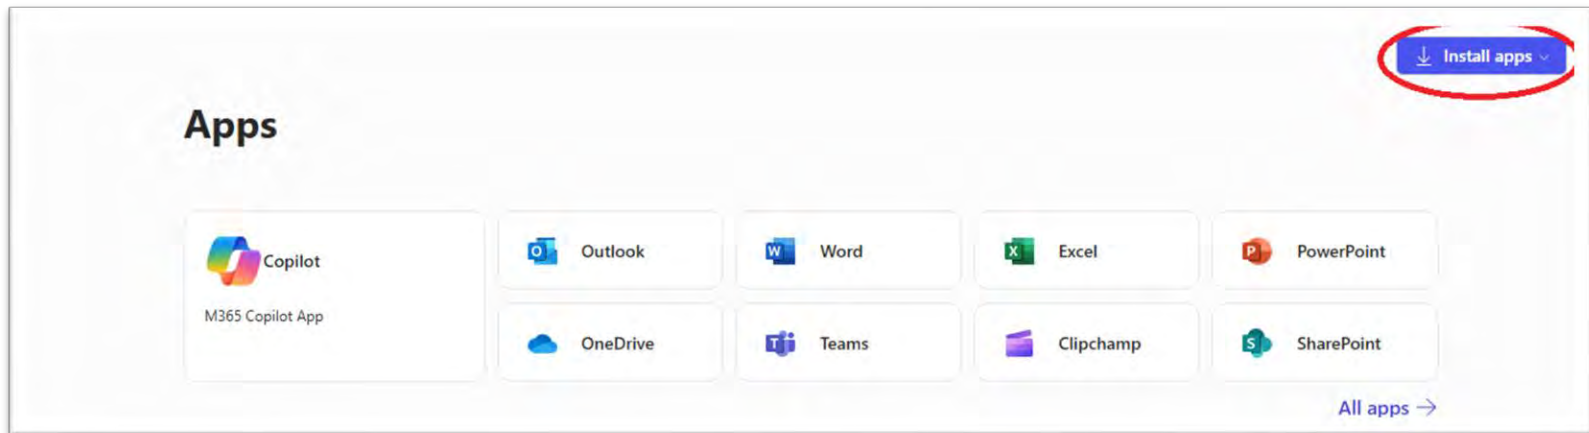 Install apps
Apps
Copilot
M365 Copilot App
Outlook
Word
Excel
PowerPoint
OneDrive
Teams
Clipchamp
SharePoint
All apps